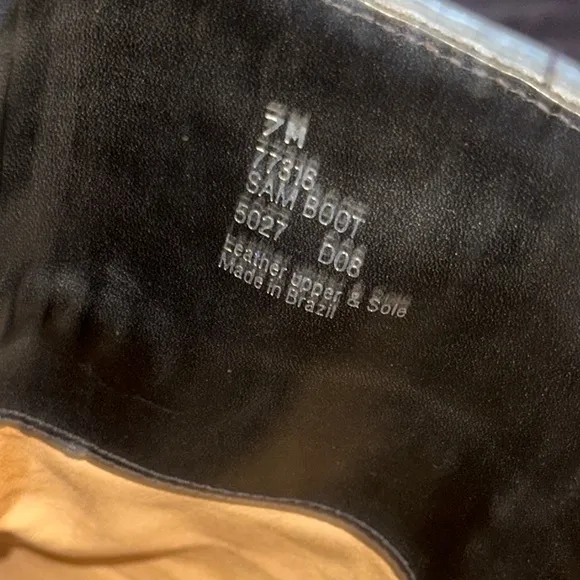 7M
77316
SAM BOOT
5027 D08
Leather upper & Sole
Made in Brazil